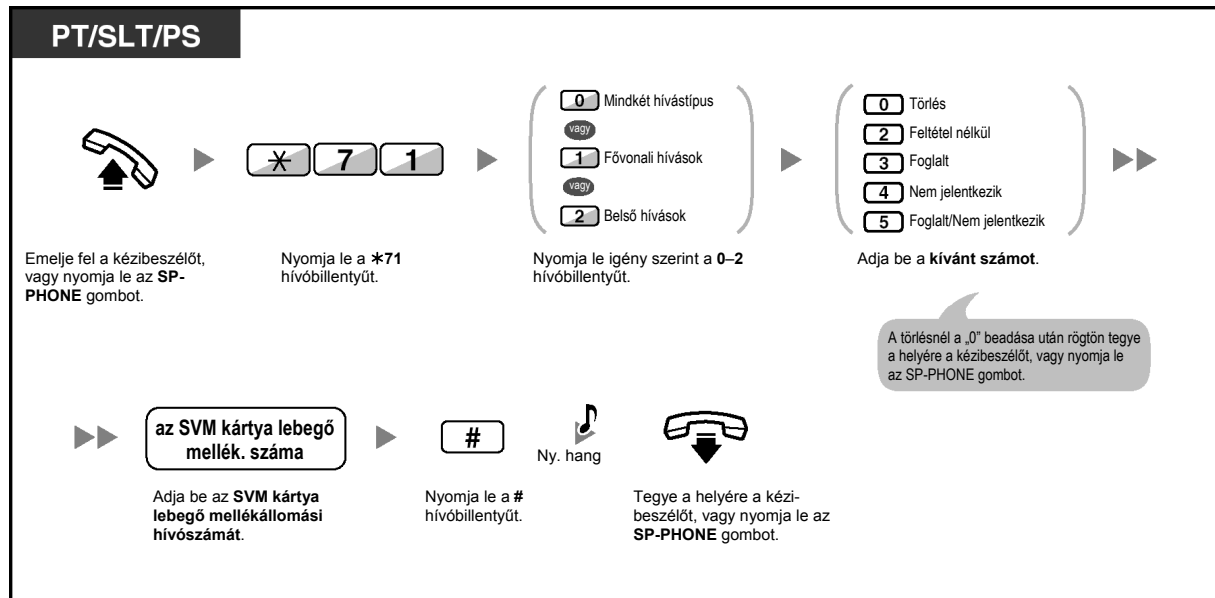 PT/SLT/PS
0 Mindkét hívástípus
vagy
1 Fővonali hívások
vagy
2 Belső hívások
0 Törlés
2 Feltétel nélkül
3 Foglalt
4 Nem jelentkezik
5 Foglalt/Nem jelentkezik
✱ 7 1
Emelje fel a kézibeszélőt,
vagy nyomja le az SP-
PHONE gombot.
Nyomja le a ✱71
hívóbillentyűt.
Nyomja le igény szerint a 0–2
hívóbillentyűt.
Adja be a kívánt számot.
A törlésnél a „0” beadása után rögtön tegye
a helyére a kézibeszélőt, vagy nyomja le
az SP-PHONE gombot.
az SVM kártya lebegő
mellék. száma
#
Ny. hang
Adja be az SVM kártya
lebegő mellékállomási
hívószámát.
Nyomja le a #
hívóbillentyűt.
Tegye a helyére a kézi-
beszélőt, vagy nyomja le az
SP-PHONE gombot.